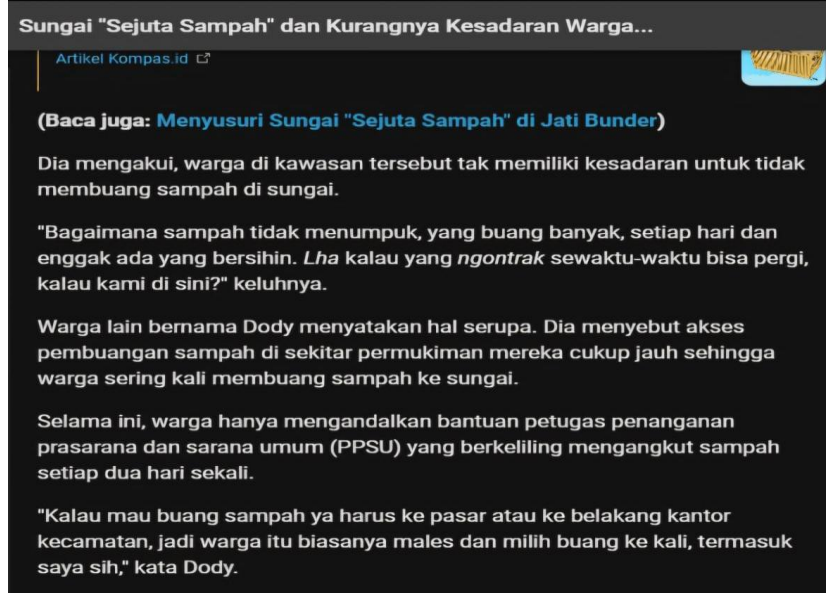 Sungai "Sejuta Sampah" dan Kurangnya Kesadaran Warga...
Artikel Kompas.id
(Baca juga: Menyusuri Sungai "Sejuta Sampah" di Jati Bunder)
Dia mengakui, warga di kawasan tersebut tak memiliki kesadaran untuk tidak
membuang sampah di sungai.
"Bagaimana sampah tidak menumpuk, yang buang banyak, setiap hari dan
enggak ada yang bersihin. Lha kalau yang ngontrak sewaktu-waktu bisa pergi,
kalau kami di sini?" keluhnya.
Warga lain bernama Dody menyatakan hal serupa. Dia menyebut akses
pembuangan sampah di sekitar permukiman mereka cukup jauh sehingga
warga sering kali membuang sampah ke sungai.
Selama ini, warga hanya mengandalkan bantuan petugas penanganan
prasarana dan sarana umum (PPSU) yang berkeliling mengangkut sampah
setiap dua hari sekali.
"Kalau mau buang sampah ya harus ke pasar atau ke belakang kantor
kecamatan, jadi warga itu biasanya males dan milih buang ke kali, termasuk
saya sih," kata Dody.